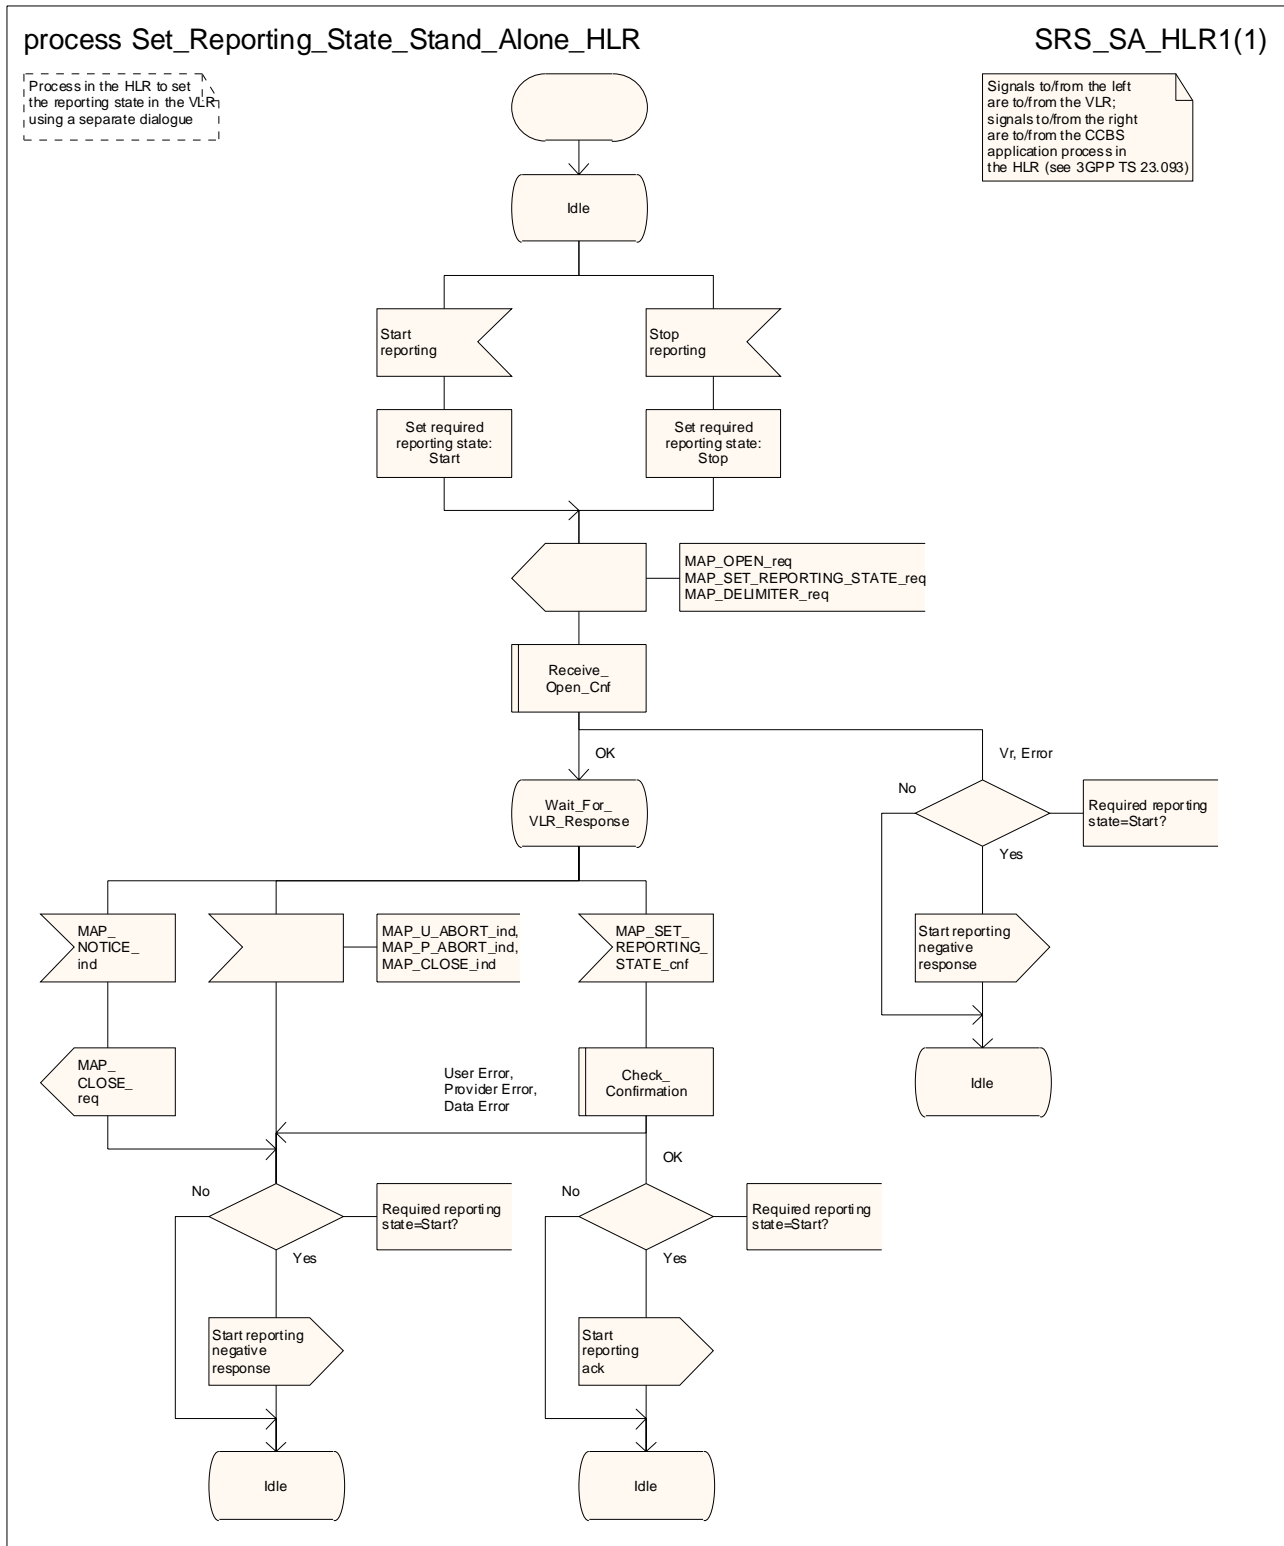 process Set_Reporting_State_Stand_Alone_HLR
SRS_SA_HLR1(1)
Process in the HLR to set
the reporting state in the VLR
using a separate dialogue
Signals to/from the left
are to/from the VLR;
signals to/from the right
are to/from the CCBS
application process in
the HLR (see 3GPP TS 23.093)
Idle
Start
reporting
Stop
reporting
Set required
reporting state:
Start
Set required
reporting state:
Stop
MAP_OPEN_req
MAP_SET_REPORTING_STATE_req
MAP_DELIMITER_req
Receive_
Open_Cnf
OK
Vr, Error
Wait_For_
VLR_Response
No
Required reporting
state=Start?
Yes
MAP_
NOTICE_
ind
MAP_U_ABORT_ind,
MAP_P_ABORT_ind,
MAP_CLOSE_ind
MAP_SET_
REPORTING_
STATE_cnf
Start reporting
negative
response
MAP_
CLOSE_
req
User Error,
Provider Error,
Data Error
Check_
Confirmation
Idle
OK
No
Required reporting
state=Start?
Yes
No
Required reporting
state=Start?
Yes
Start reporting
negative
response
Start
reporting
ack
Idle
Idle